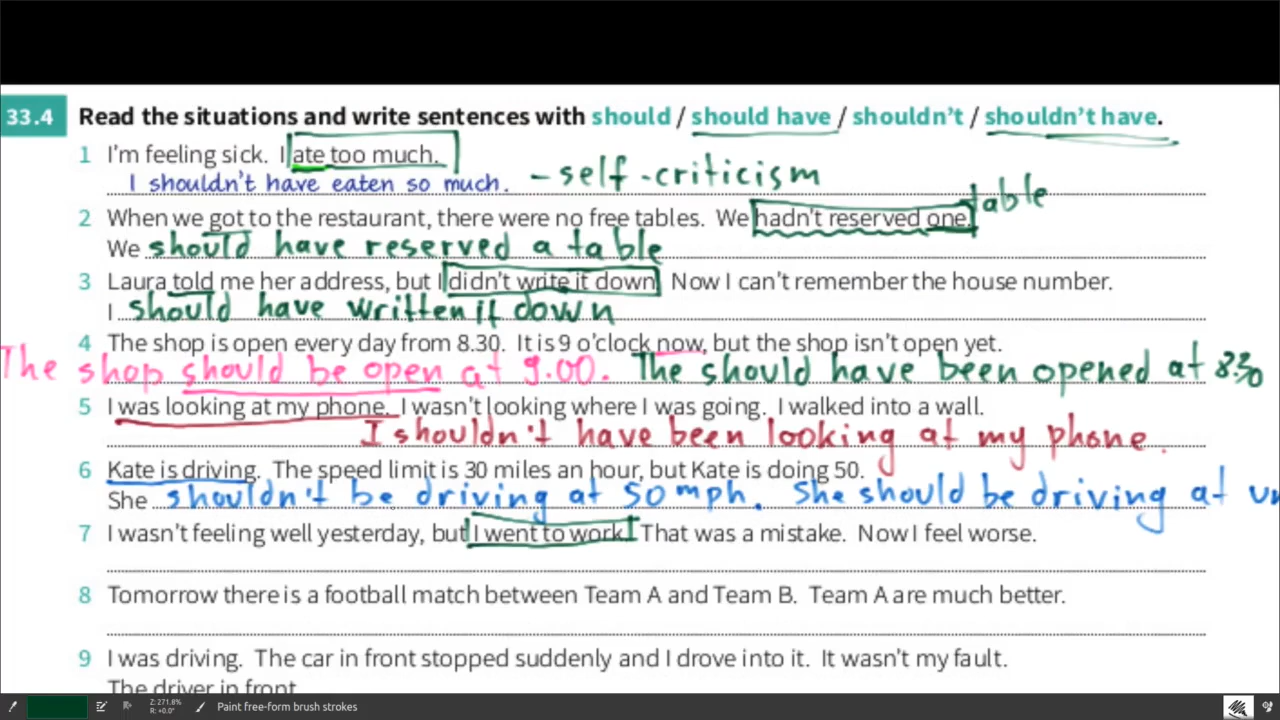 33.4 Read the situations and write sentences with should / should have / shouldn't / shouldn't have.
1 I'm feeling sick. I ate too much.
I shouldn't have eaten so much. - self-criticism
table
2 When we got to the restaurant, there were no free tables. We hadn't reserved one.
We should have reserved a table
3 Laura told me her address, but I didn't write it down. Now I can't remember the house number.
I should have written it down
4 The shop is open every day from 8.30. It is 9 o'clock now, but the shop isn't open yet.
The shop should be open at 9.00. The should have been opened at 8.30
5 I was looking at my phone. I wasn't looking where I was going. I walked into a wall.
I shouldn't have been looking at my phone.
6 Kate is driving. The speed limit is 30 miles an hour, but Kate is doing 50.
She shouldn't be driving at 50 mph. She should be driving at
7 I wasn't feeling well yesterday, but I went to work. That was a mistake. Now I feel worse.
8 Tomorrow there is a football match between Team A and Team B. Team A are much better.
9 I was driving. The car in front stopped suddenly and I drove into it. It wasn't my fault.
The driver in front
Z: 271.8%
R: +0.0°
Paint free-form brush strokes